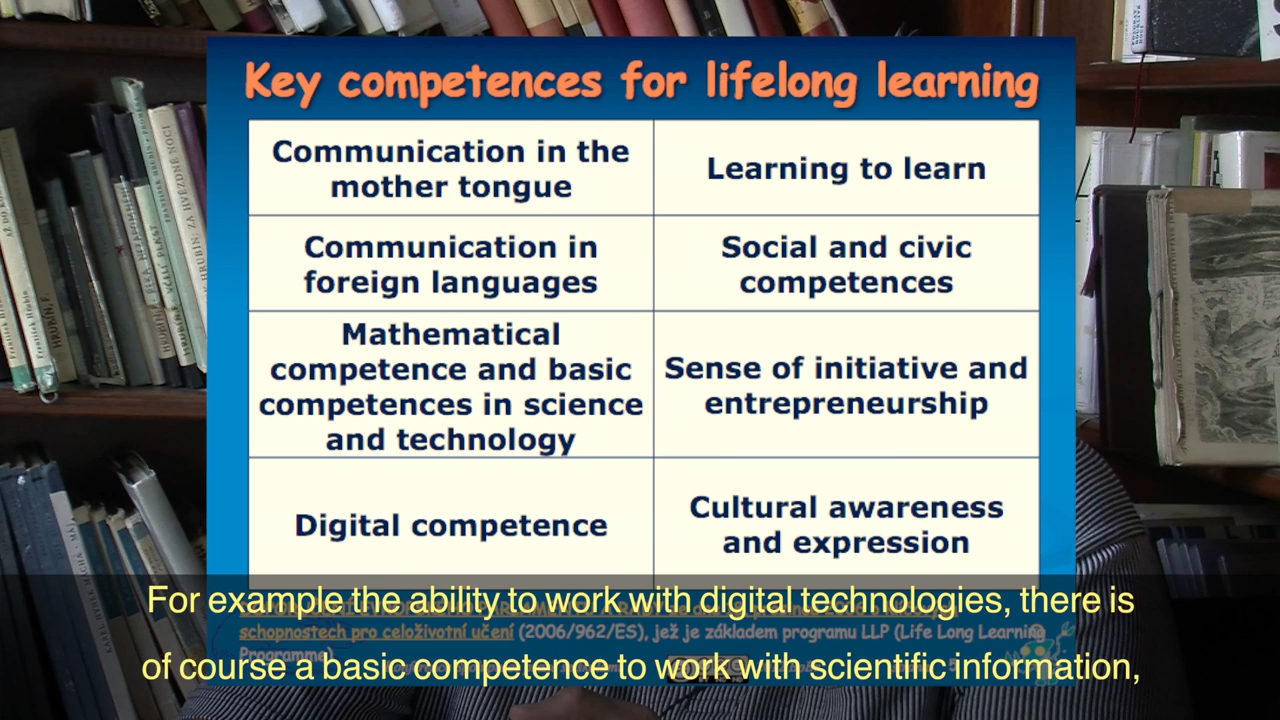 Key competences for lifelong learning
Communication in the
mother tongue
Learning to learn
Communication in
foreign languages
Social and civic
competences
Mathematical
competence and basic
competences in science
and technology
Sense of initiative and
entrepreneurship
Digital competence
Cultural awareness
and expression
schopnostech pro celoživotní učení (2006/962/ES), jež je základem programu LLP (Life Long Learning
Programme)
For example the ability to work with digital technologies, there is
of course a basic competence to work with scientific information,